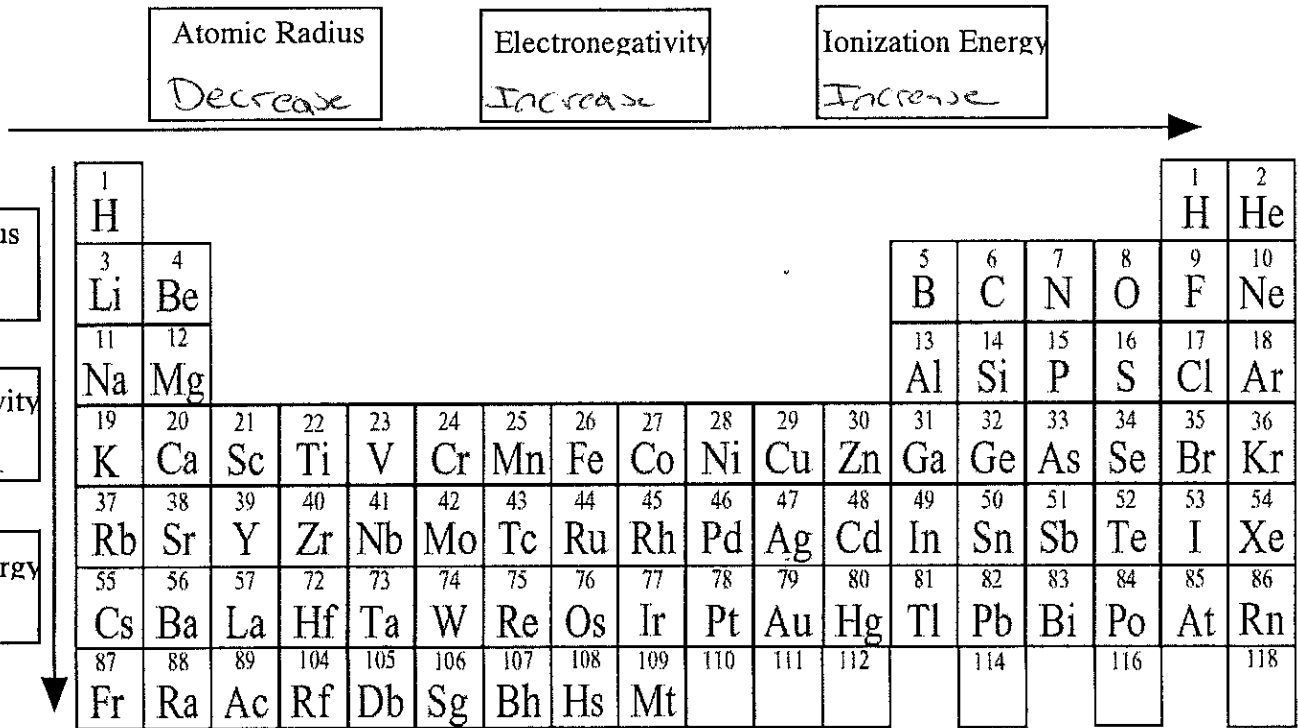 Atomic Radius
Decrease
Electronegativity
Increase
Ionization Energy
Increase
us
vity
rgy
1 1 2
H H He
3 4 5 6 7 8 9 10
Li Be B C N O F Ne
11 12 13 14 15 16 17 18
Na Mg Al Si P S Cl Ar
19 20 21 22 23 24 25 26 27 28 29 30 31 32 33 34 35 36
K Ca Sc Ti V Cr Mn Fe Co Ni Cu Zn Ga Ge As Se Br Kr
37 38 39 40 41 42 43 44 45 46 47 48 49 50 51 52 53 54
Rb Sr Y Zr Nb Mo Tc Ru Rh Pd Ag Cd In Sn Sb Te I Xe
55 56 57 72 73 74 75 76 77 78 79 80 81 82 83 84 85 86
Cs Ba La Hf Ta W Re Os Ir Pt Au Hg Tl Pb Bi Po At Rn
87 88 89 104 105 106 107 108 109 110 111 112 114 116 118
Fr Ra Ac Rf Db Sg Bh Hs Mt